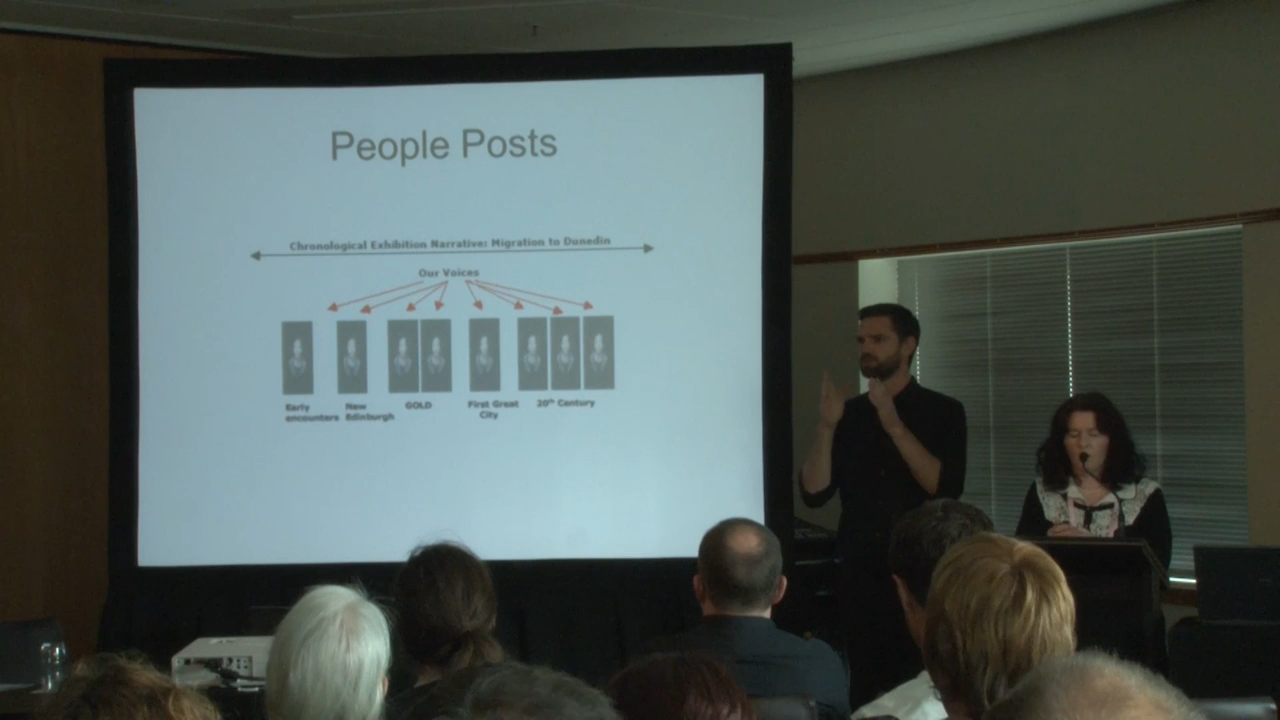 People Posts
Chronological Exhibition Narrative: Migration to Dunedin
Our Voices
Early
encounters
New
Edinburgh
GOLD
First Great
City
20th Century